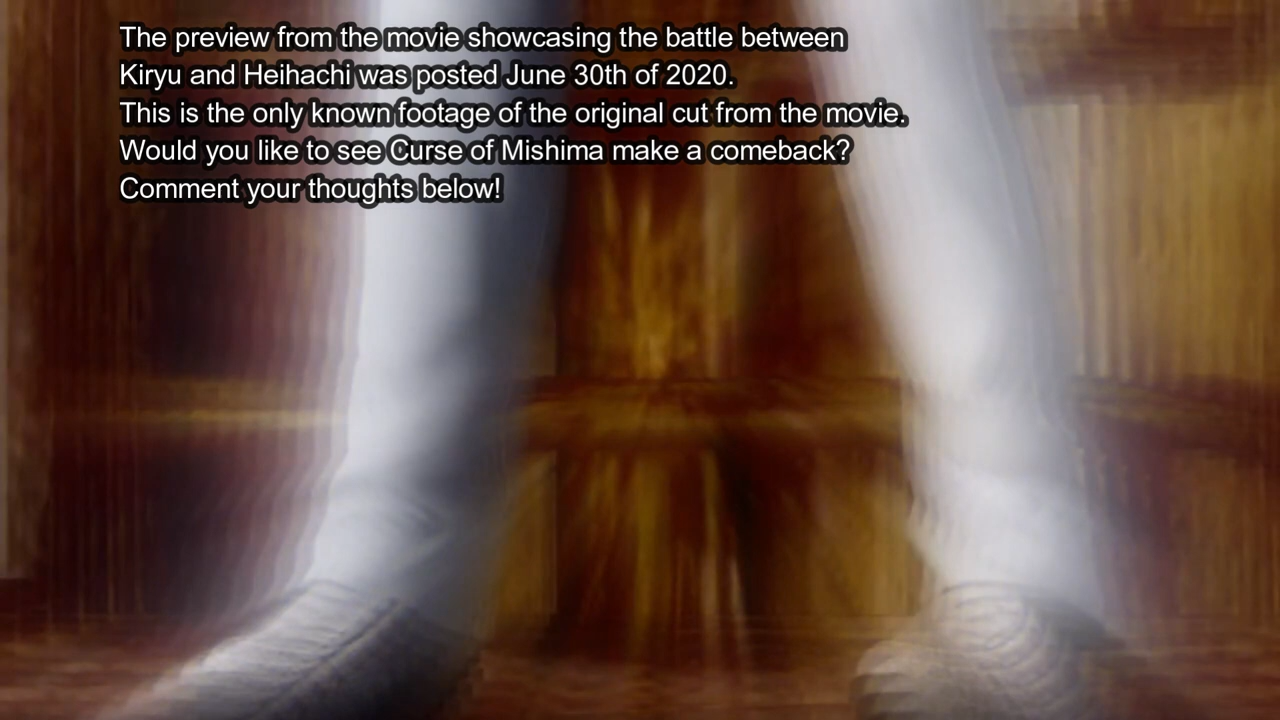 The preview from the movie showcasing the battle between
Kiryu and Heihachi was posted June 30th of 2020.
This is the only known footage of the original cut from the movie.
Would you like to see Curse of Mishima make a comeback?
Comment your thoughts below!